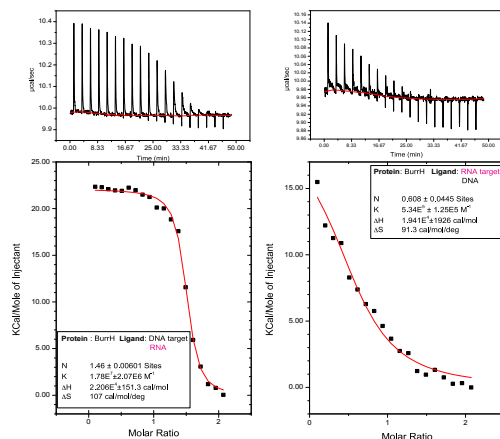 10.4
10.3
10.2
10.1
10.0
9.9
µcal/sec
0.00 8.33 16.67 25.00 33.33 41.67 50.00
Time (min)
25.00
20.00
15.00
10.00
5.00
0.00
KCal/Mole of Injectant
Protein : BurrH Ligand: DNA target
RNA
N 1.46 ± 0.00601 Sites
K 1.78E⁷±2.07E6 M⁻¹
ΔH 2.206E⁴±151.3 cal/mol
ΔS 107 cal/mol/deg
0 1 2
Molar Ratio
10.16
10.14
10.12
10.10
10.08
10.06
10.04
10.02
10.00
9.98
9.96
9.94
9.92
9.90
9.88
9.86
µcal/sec
0.00 8.33 16.67 25.00 33.33 41.67 50.00
Time (min)
15.00
10.00
5.00
0.00
KCal/Mole of Injectant
Protein: BurrH Ligand: RNA target
DNA
N 0,608 ± 0,0445 Sites
K 5.34E⁵ ± 1.25E5 M⁻¹
ΔH 1.941E⁴±1926 cal/mol
ΔS 91.3 cal/mol/deg
0 1 2
Molar Ratio